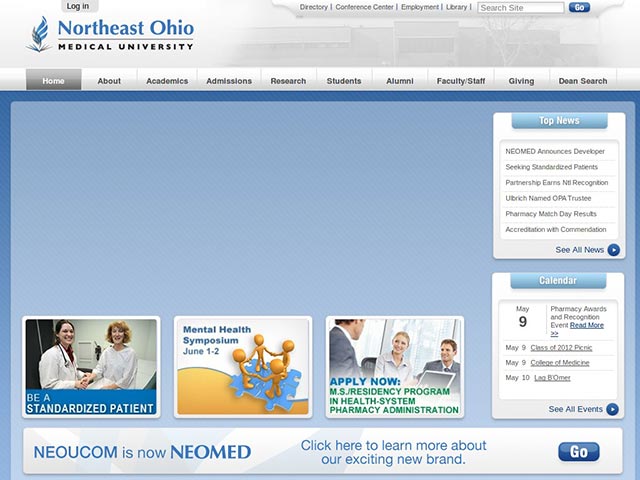 Log in
Directory | Conference Center | Employment | Library |
Search Site
Go
Northeast Ohio
MEDICAL UNIVERSITY
Home
About
Academics
Admissions
Research
Students
Alumni
Faculty/Staff
Giving
Dean Search
Top News
NEOMED Announces Developer
Seeking Standardized Patients
Partnership Earns Ntl Recognition
Ulbrich Named OPA Trustee
Pharmacy Match Day Results
Accreditation with Commendation
See All News
Calendar
May
9
Pharmacy Awards
and Recognition
Event Read More
>>
May 9 Class of 2012 Picnic
May 9 College of Medicine
May 10 Lag B'Omer
See All Events
BE A
STANDARDIZED PATIENT
Mental Health
Symposium
June 1-2
APPLY NOW:
M.S./RESIDENCY PROGRAM
IN HEALTH-SYSTEM
PHARMACY ADMINISTRATION
NEOUCOM is now NEOMED
Click here to learn more about
our exciting new brand.
Go